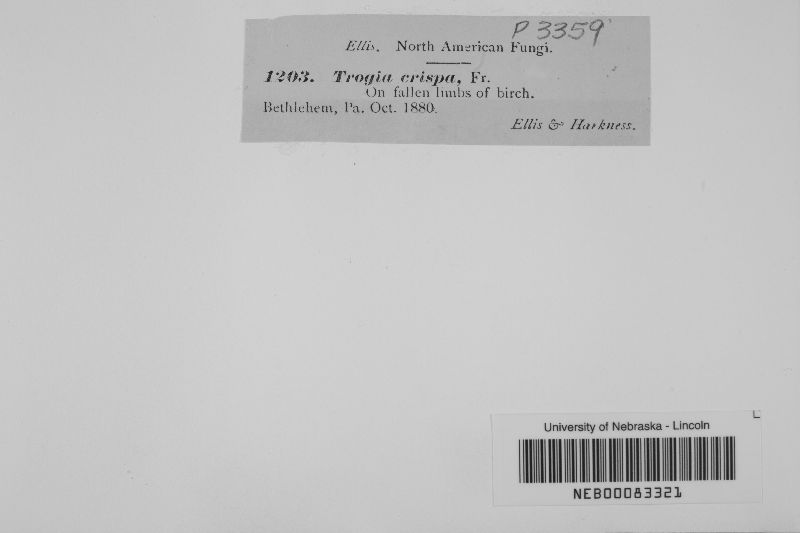 P 3359
Ellis. North American Fungi.
1203. Trogia crispa, Fr.
On fallen limbs of birch.
Bethlehem, Pa. Oct. 1880.
Ellis & Harkness.
University of Nebraska - Lincoln
NEB00083321